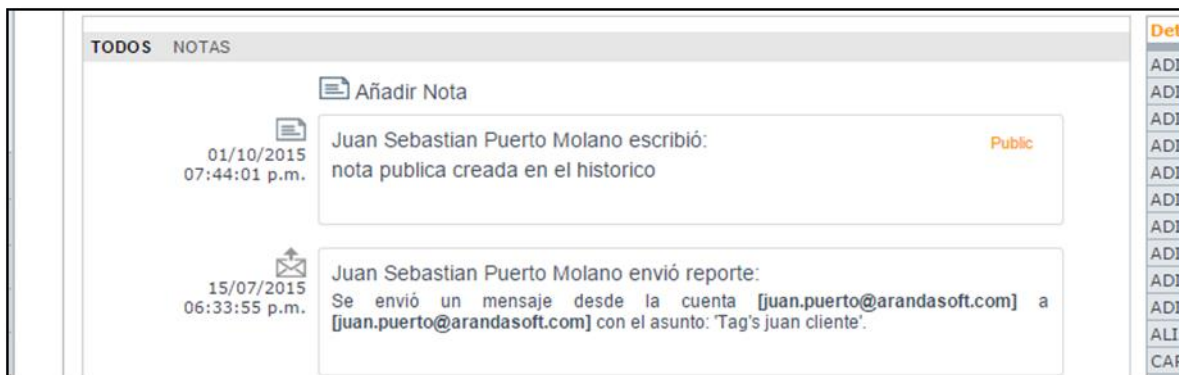 TODOS NOTAS
Añadir Nota
01/10/2015
07:44:01 p.m.
Juan Sebastian Puerto Molano escribió:
Public
nota publica creada en el historico
15/07/2015
06:33:55 p.m.
Juan Sebastian Puerto Molano envió reporte:
Se envió un mensaje desde la cuenta [juan.puerto@arandasoft.com] a
[juan.puerto@arandasoft.com] con el asunto: 'Tag's juan cliente'.